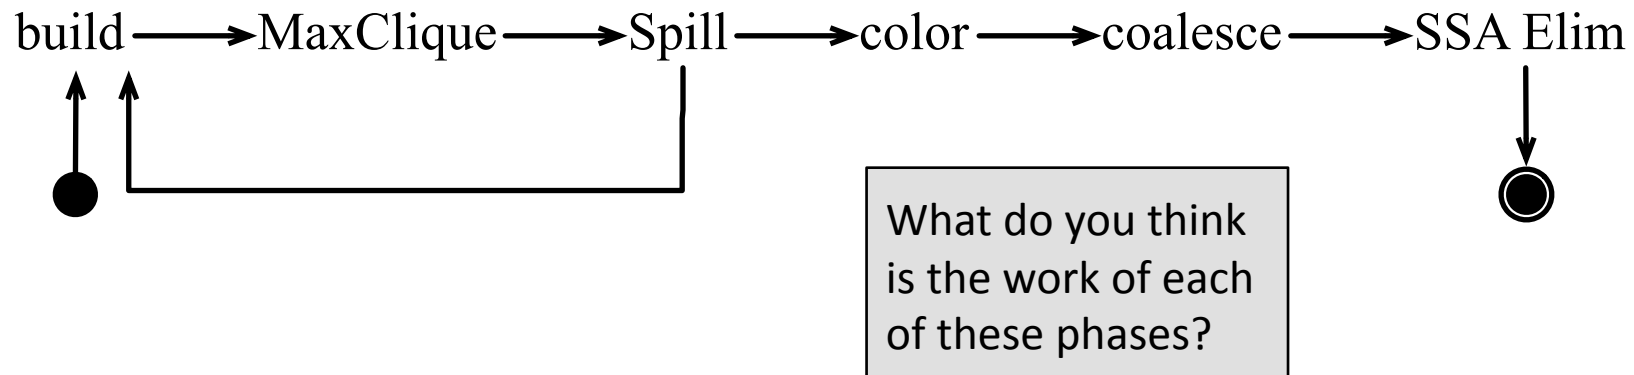 build MaxClique Spill color coalesce SSA Elim
What do you think
is the work of each
of these phases?